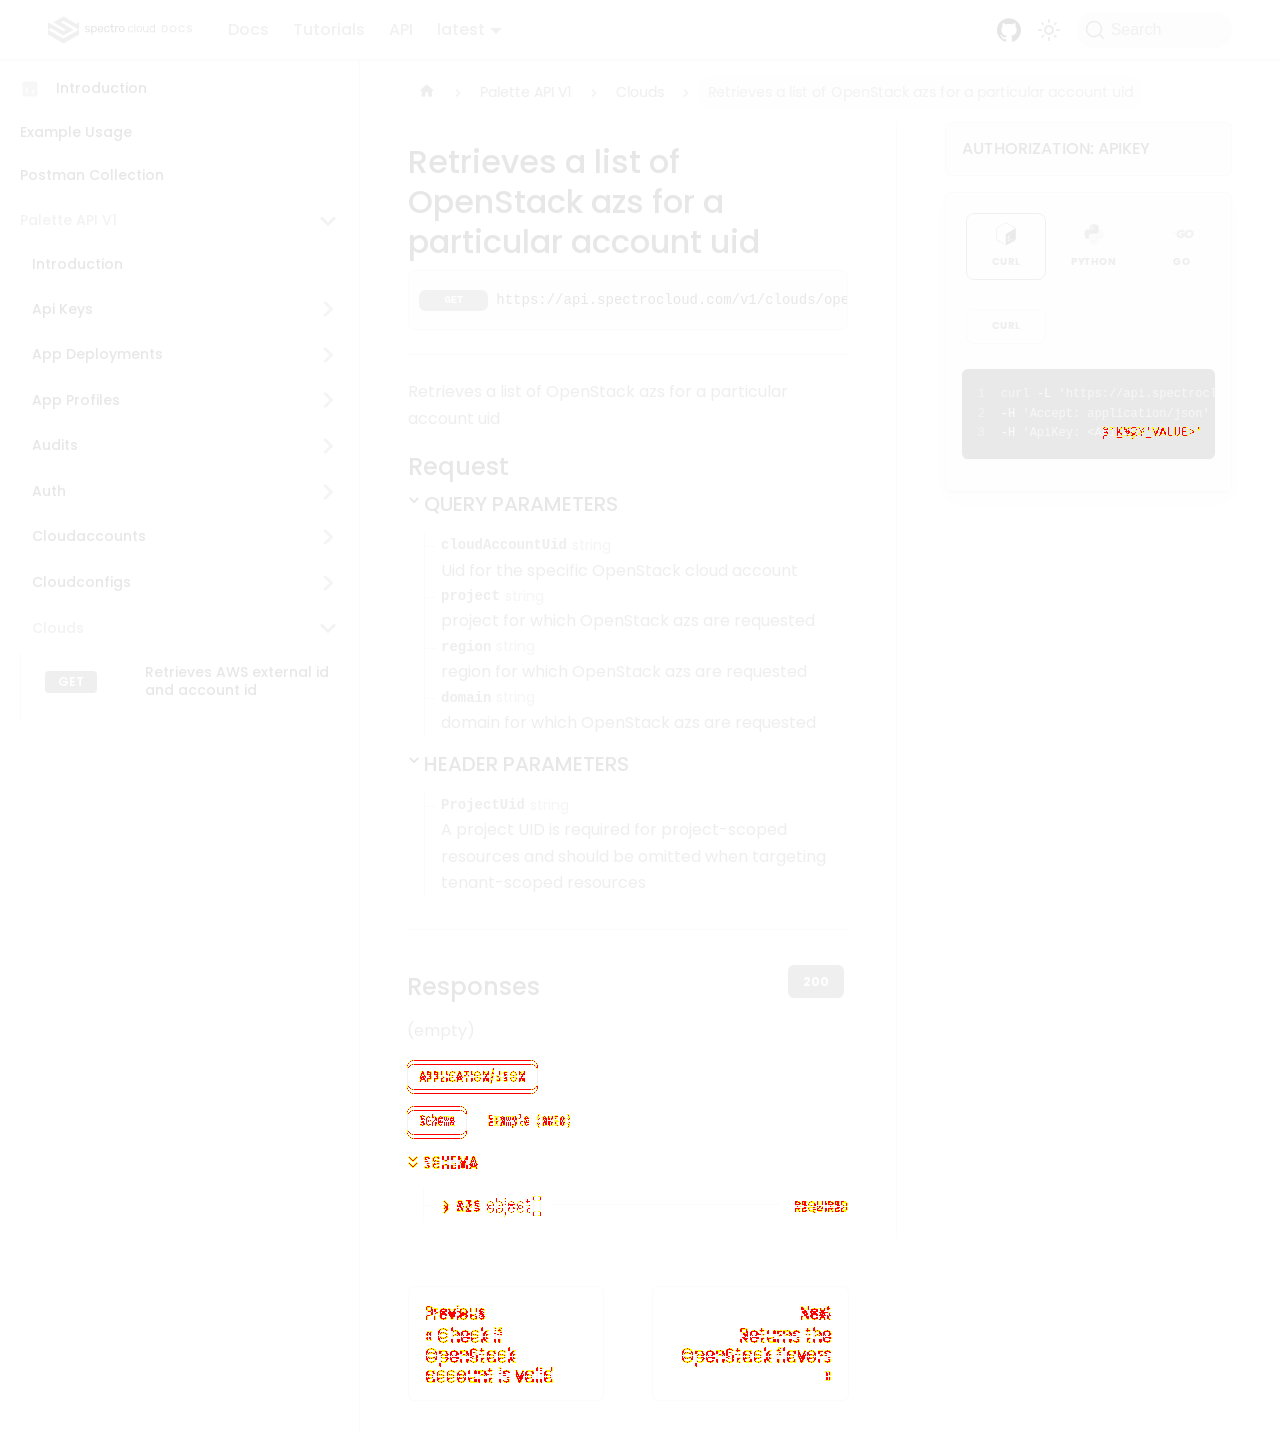 spectro cloud DOCS
Docs Tutorials API latest
Search
Introduction
Example Usage
Postman Collection
Palette API V1
Introduction
Api Keys
App Deployments
App Profiles
Audits
Auth
Cloudaccounts
Cloudconfigs
Clouds
GET Retrieves AWS external id
and account id
Palette API V1 Clouds Retrieves a list of OpenStack azs for a particular account uid
Retrieves a list of
OpenStack azs for a
particular account uid
GET https://api.spectrocloud.com/v1/clouds/ope
Retrieves a list of OpenStack azs for a particular
account uid
Request
QUERY PARAMETERS
cloudAccountUid string
Uid for the specific OpenStack cloud account
project string
project for which OpenStack azs are requested
region string
region for which OpenStack azs are requested
domain string
domain for which OpenStack azs are requested
HEADER PARAMETERS
ProjectUid string
A project UID is required for project-scoped
resources and should be omitted when targeting
tenant-scoped resources
Responses
200
(empty)
APPLICATION/JSON
Schema Example (auto)
SCHEMA
AZS object[] REQUIRED
Previous
« Check if
OpenStack
account is valid
Next
Returns the
OpenStack flavors
»
AUTHORIZATION: APIKEY
CURL PYTHON GO GO
CURL
1 curl -L 'https://api.spectrocl
2 -H 'Accept: application/json'
3 -H 'ApiKey: VALUE>'